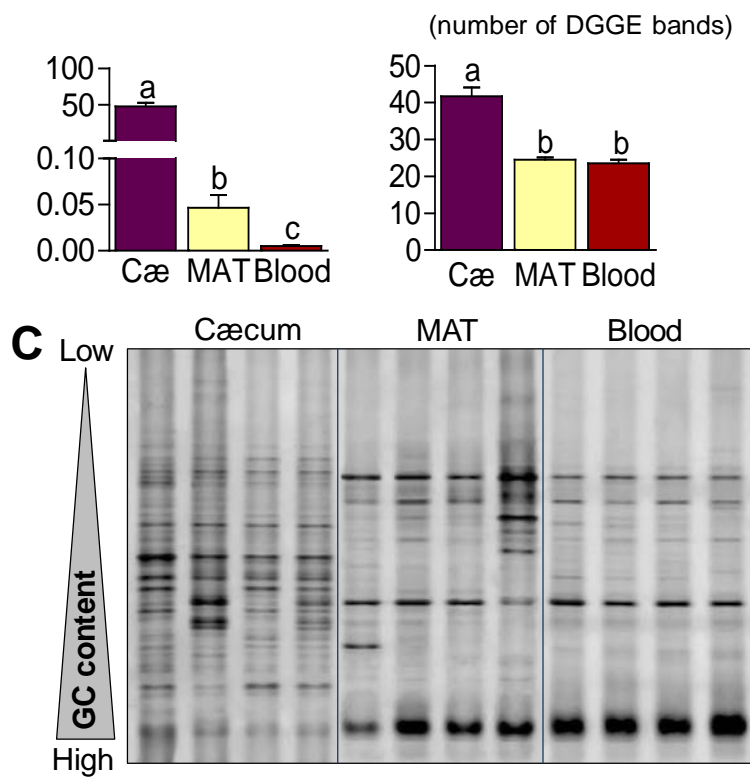 (number of DGGE bands)
100
50
0.10
0.05
0.00
a
b
c
Cæ MAT Blood
50
40
30
20
10
0
a
b
b
Cæ MAT Blood
C
Cæcum MAT Blood
Low
GC content
High